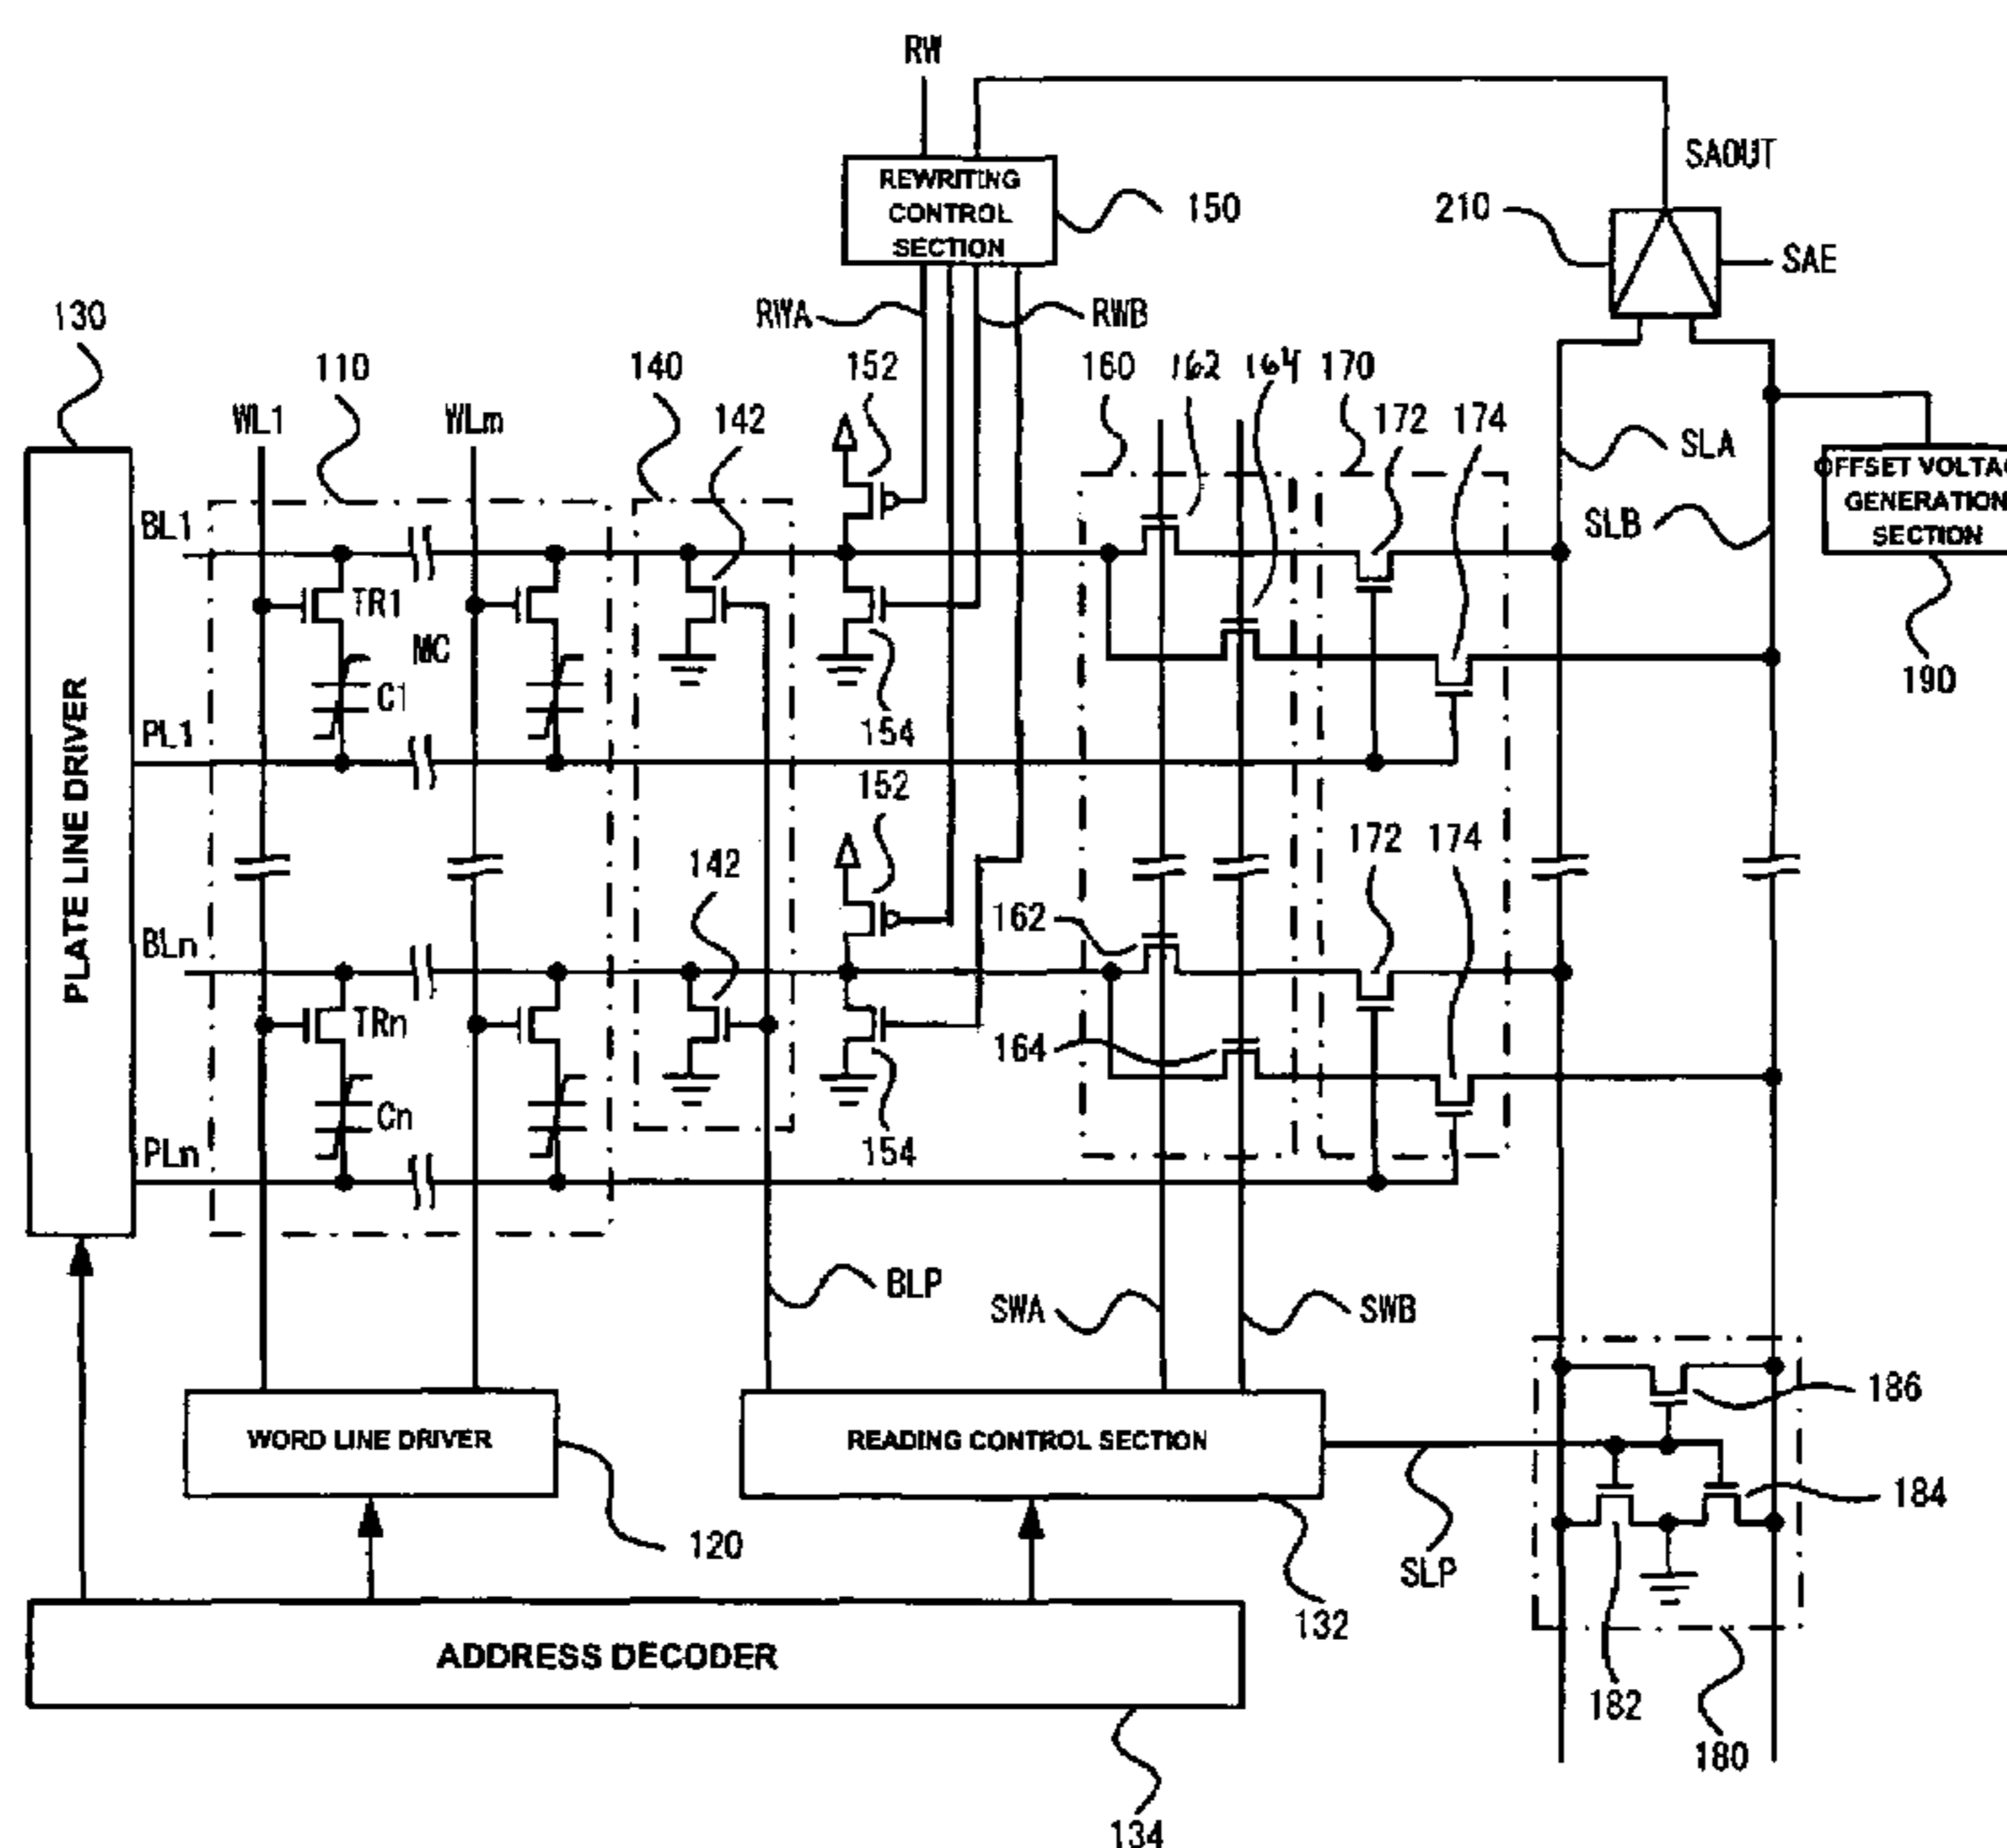 RW
SAOUT
REWRITING
CONTROL
SECTION
150
210
SAE
130
RWA
RWB
110
140
152
160
162
164
170
WL1
WLm
142
172
174
SLA
BL1
SLB
GENERATION
SECTION
TR1
MC
C1
190
PL1
154
152
PLATE LINE DRIVER
142
172
174
BLn
162
TRn
164
Cn
PLn
154
BLP
SWA
SWB
186
WORD LINE DRIVER
READING CONTROL SECTION
184
120
SLP
132
ADDRESS DECODER
182
180
134